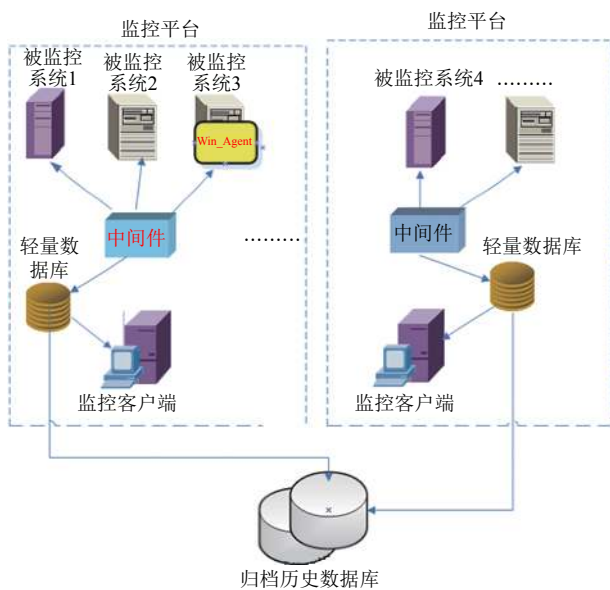 监控平台
监控平台
被监控
系统1
被监控
系统2
被监控
系统3
Win_Agent
被监控系统4
………
中间件
………
中间件
轻量数
据库
轻量数据库
监控客户端
监控客户端
归档历史数据库